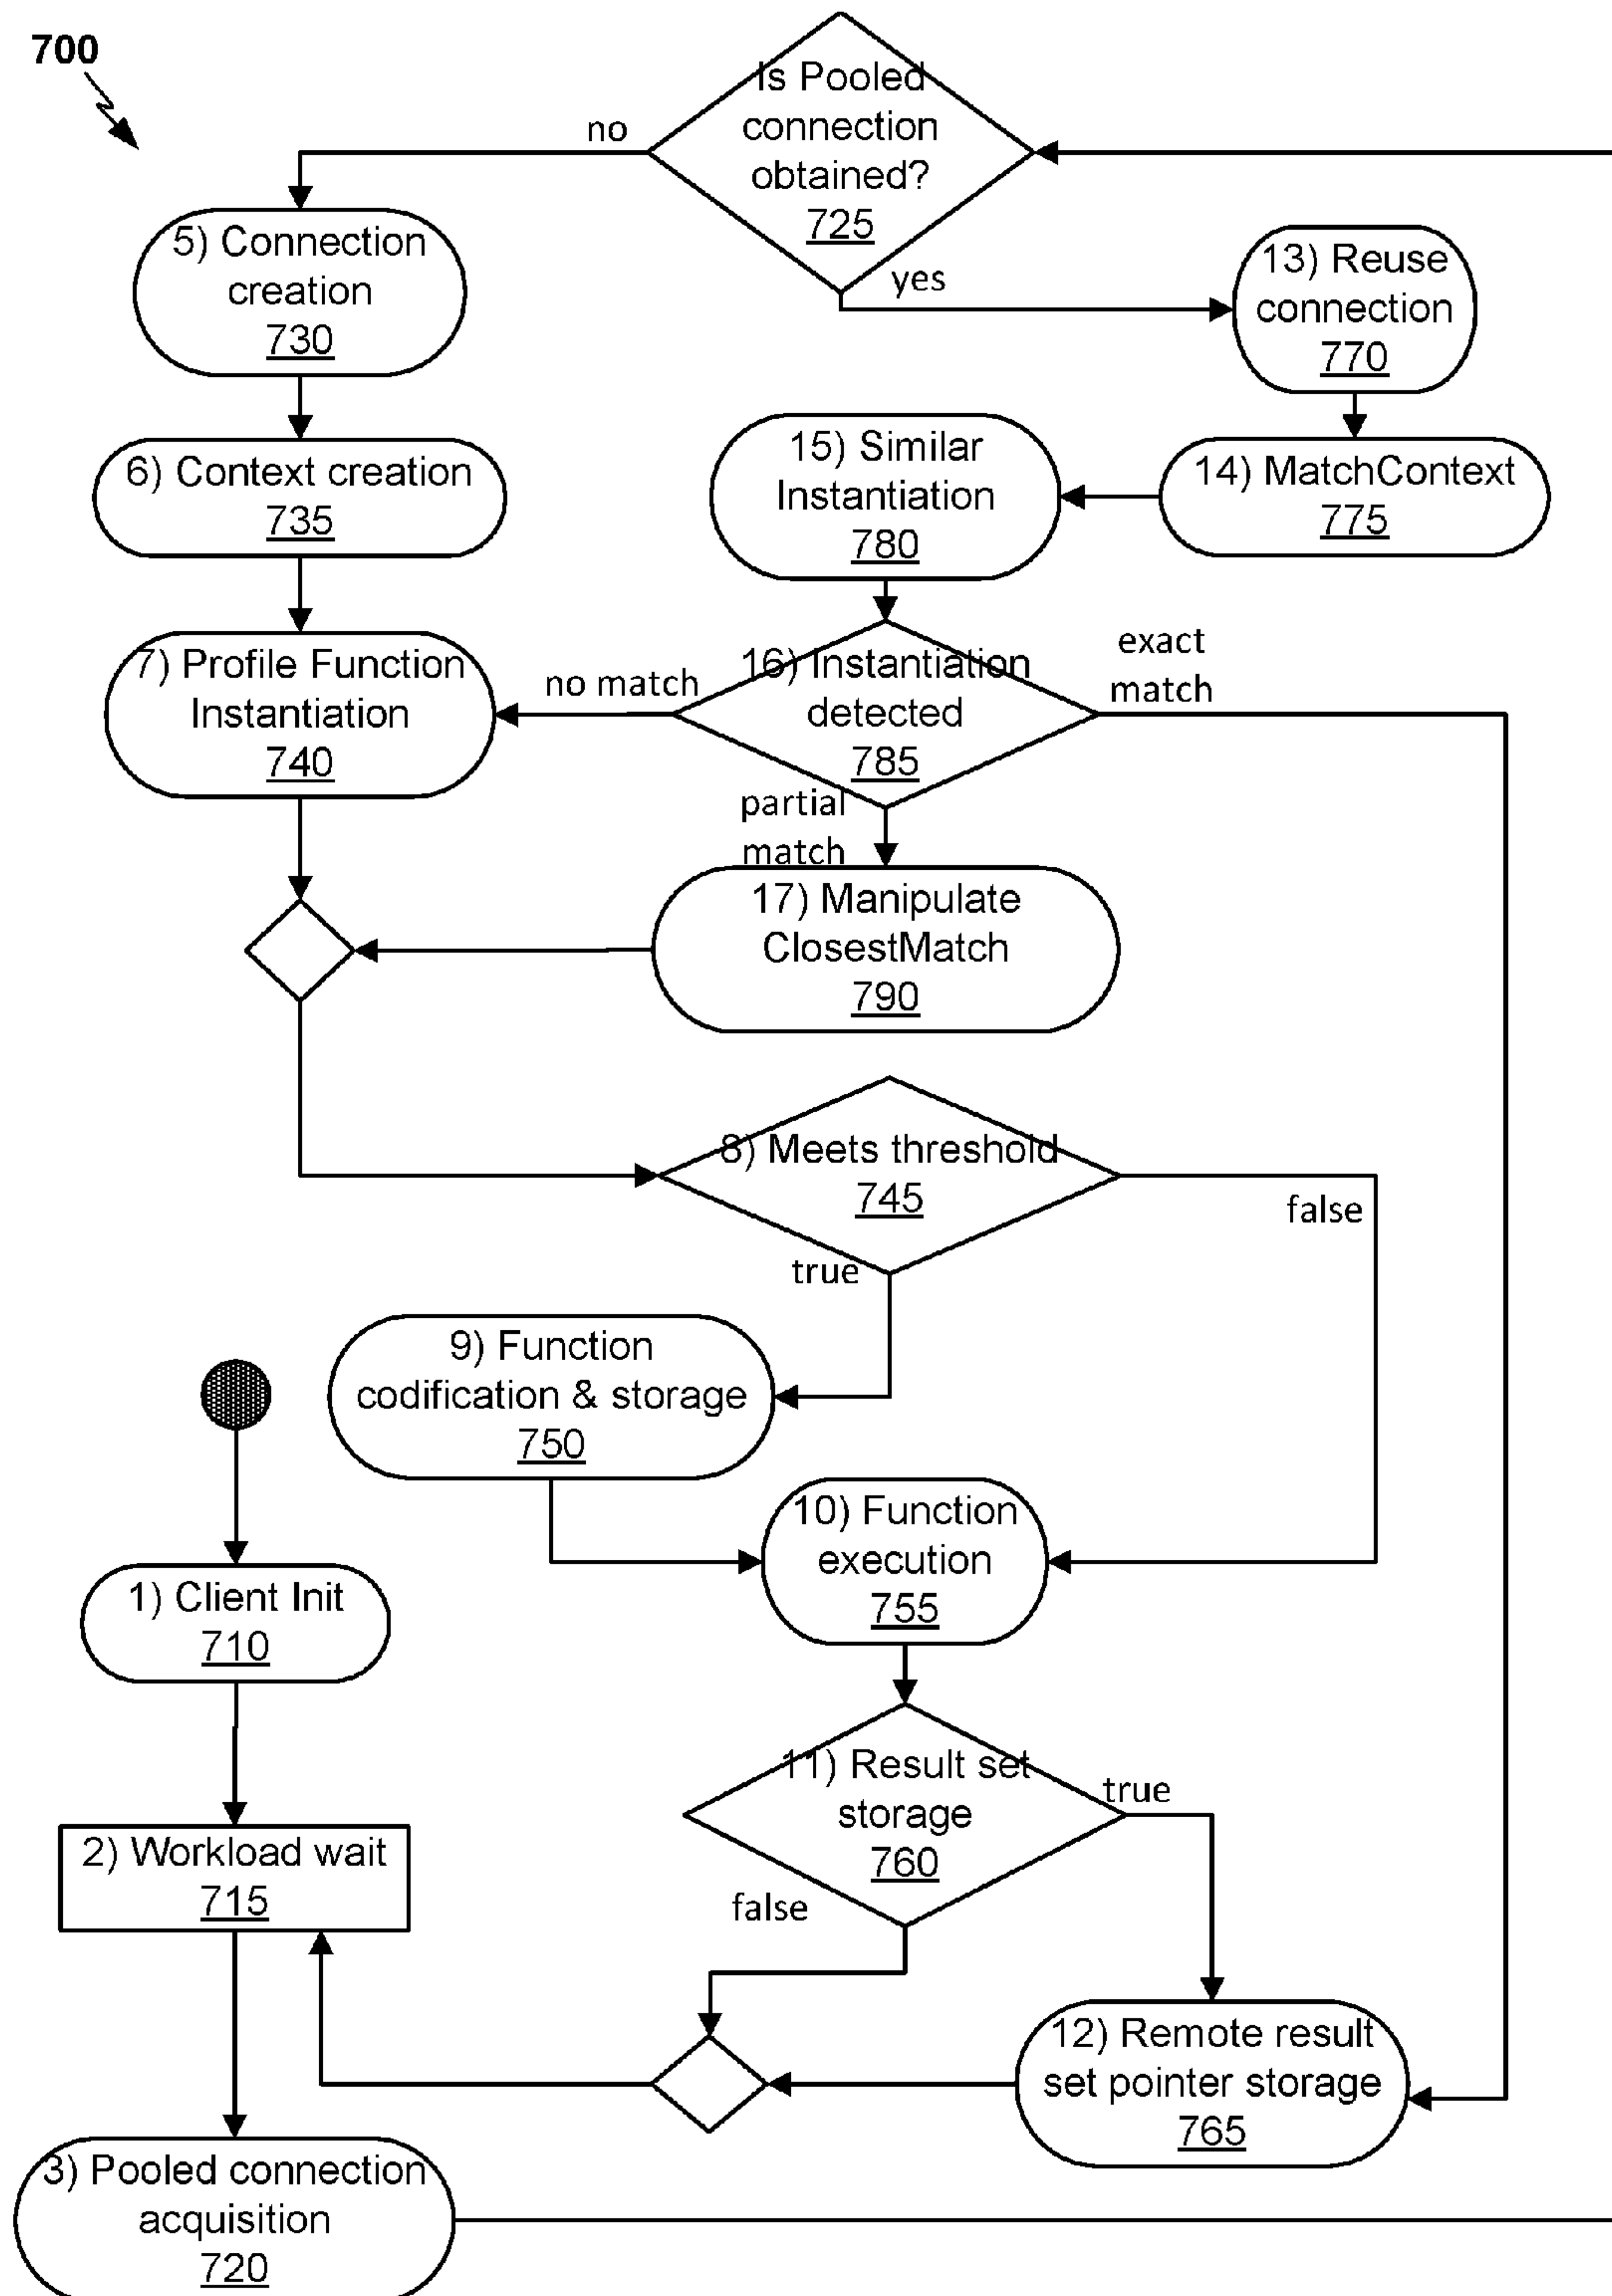 700
Is Pooled
connection
obtained?
725
no
yes
5) Connection
creation
730
13) Reuse
connection
770
6) Context creation
735
15) Similar
Instantiation
780
14) MatchContext
775
7) Profile Function
Instantiation
740
no match
16) Instantiation
detected
785
exact
match
partial
match
17) Manipulate
ClosestMatch
790
8) Meets threshold
745
false
true
9) Function
codification & storage
750
10) Function
execution
755
1) Client Init
710
11) Result set
storage
760
true
false
2) Workload wait
715
12) Remote result
set pointer storage
765
3) Pooled connection
acquisition
720